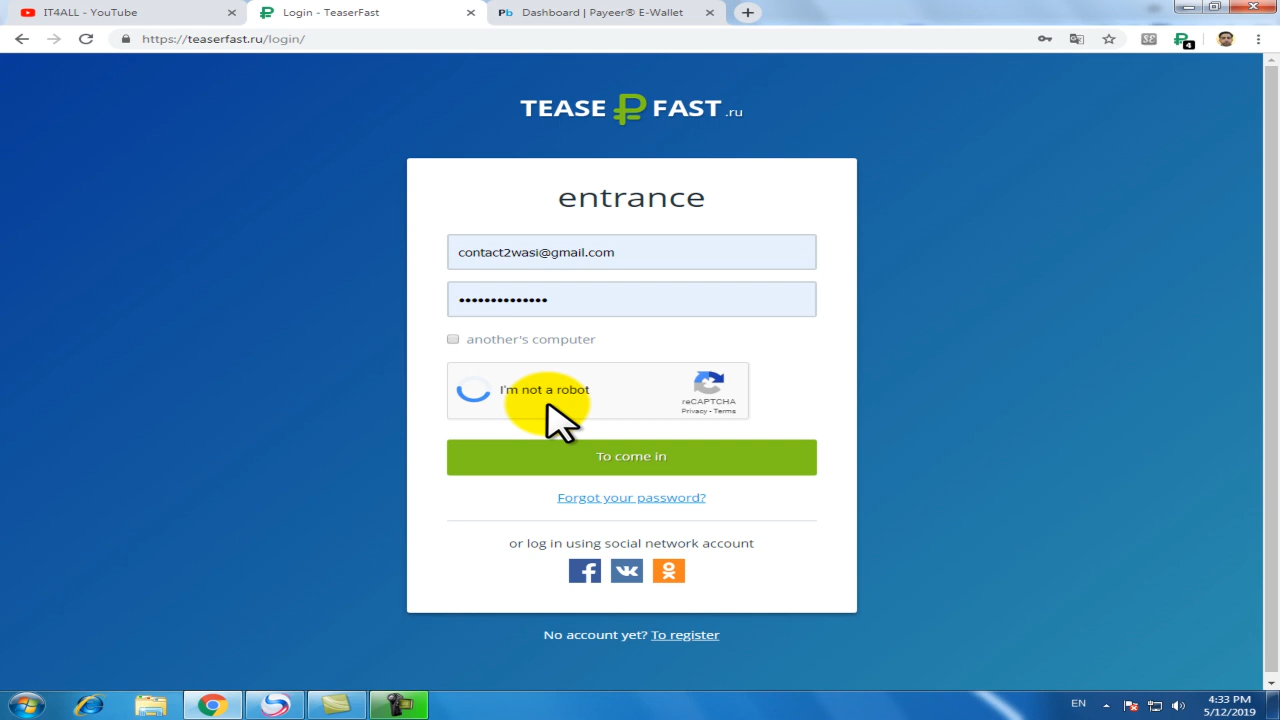 IT4ALL - YouTube
Login - TeaserFast
Pb Dashboard | Payeer® E-Wallet
https://teaserfast.ru/login/
4
TEASE₽FAST.ru
entrance
contact2wasi@gmail.com
••••••••••••••
another's computer
I'm not a robot
reCAPTCHA
Privacy - Terms
To come in
Forgot your password?
or log in using social network account
No account yet? To register
EN
4:33 PM
5/12/2019